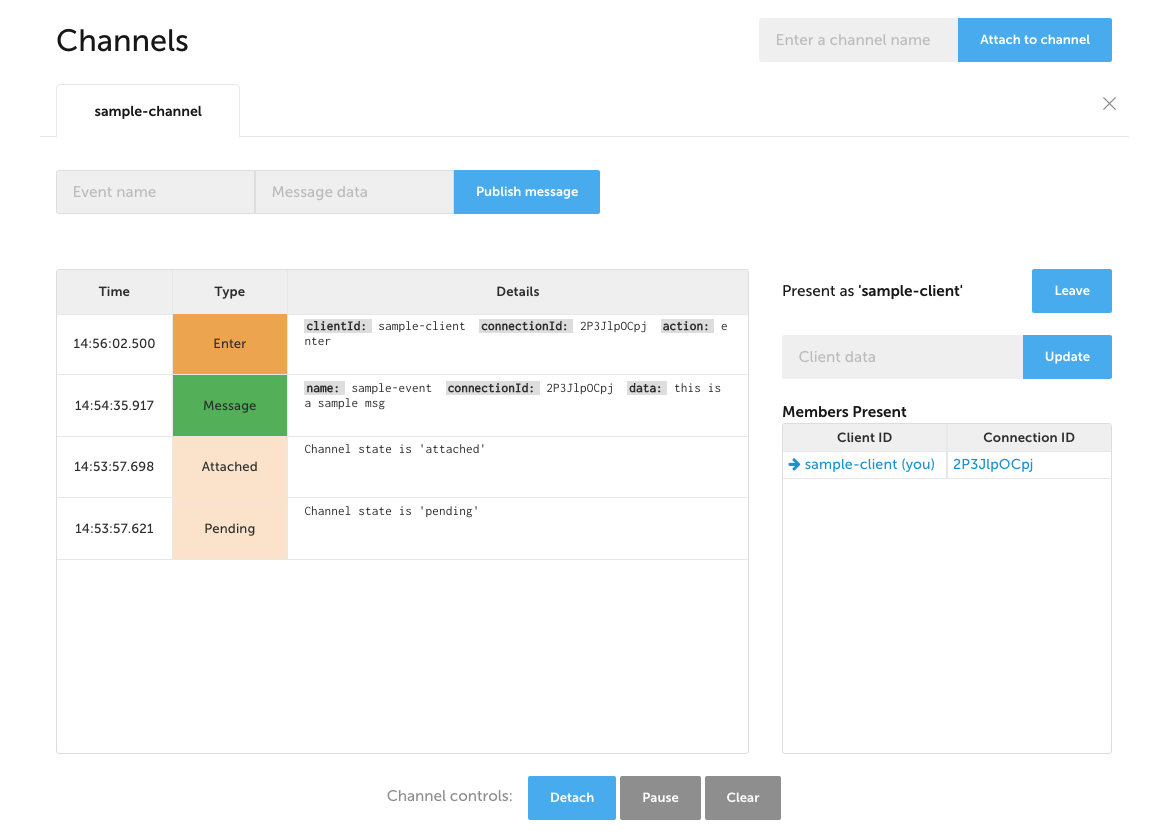 Channels
Enter a channel name
Attach to channel
sample-channel
Event name
Message data
Publish message
Time Type Details
14:56:02.500 Enter clientId: sample-client connectionId: 2P3JlpOCpj action: e
nter
14:54:35.917 Message name: sample-event connectionId: 2P3JlpOCpj data: this is
a sample msg
14:53:57.698 Attached Channel state is 'attached'
14:53:57.621 Pending Channel state is 'pending'
Present as 'sample-client'
Leave
Client data
Update
Members Present
Client ID Connection ID
sample-client (you) 2P3JlpOCpj
Channel controls:
Detach
Pause
Clear